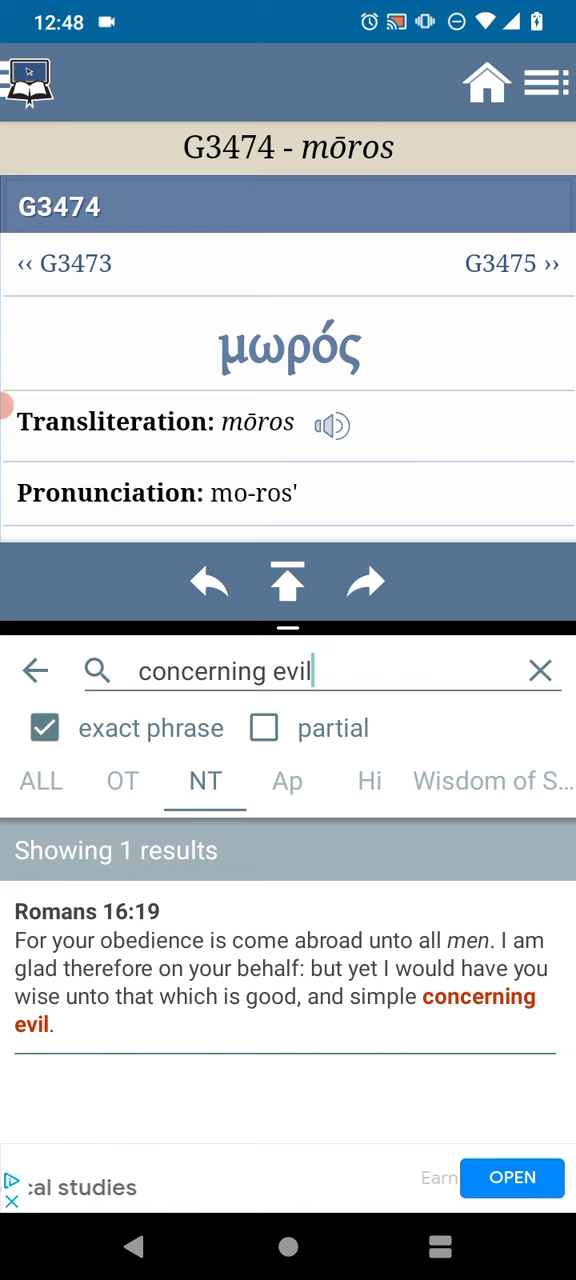 12:48
G3474 - mōros
G3474
‹‹ G3473 G3475 ››
μωρός
Transliteration: mōros
Pronunciation: mo-ros'
concerning evil
exact phrase partial
ALL OT NT Ap Hi Wisdom of S...
Showing 1 results
Romans 16:19
For your obedience is come abroad unto all men. I am
glad therefore on your behalf: but yet I would have you
wise unto that which is good, and simple concerning
evil.
cal studies Earn OPEN